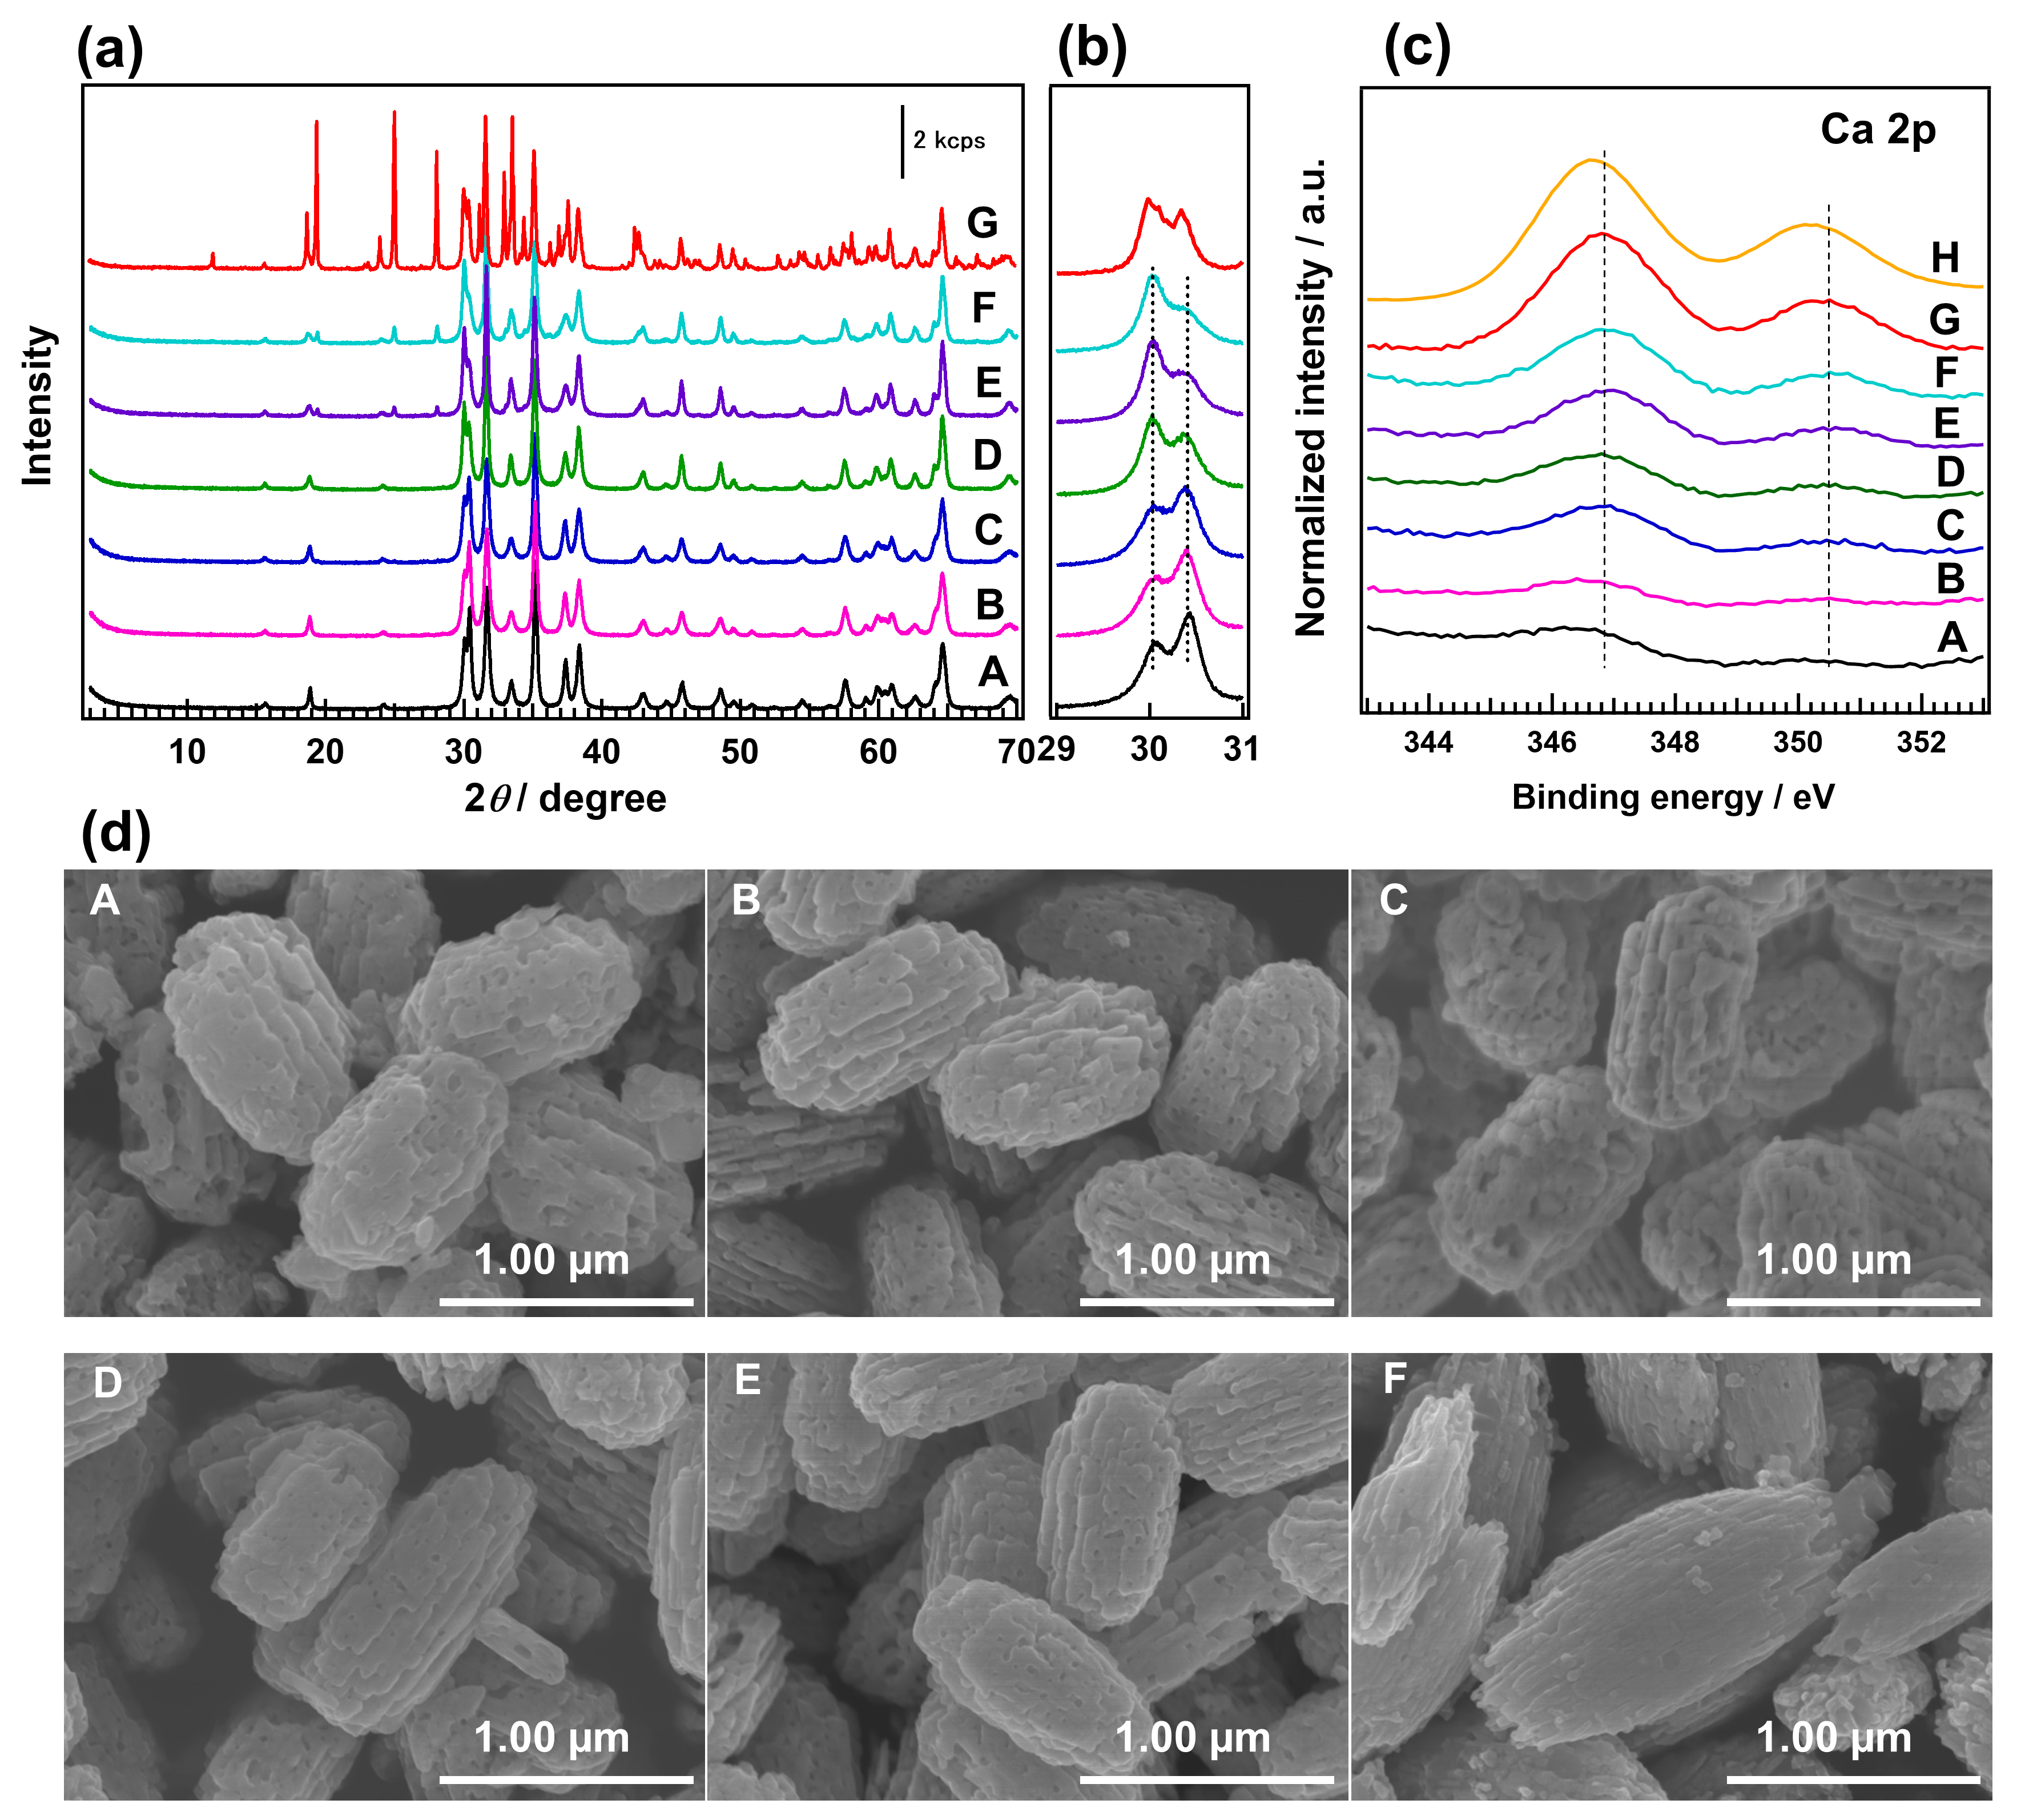 (a)
(b)
(c)
Intensity
2 kcps
G
F
E
D
C
B
A
10
20
30
40
50
60
70
2θ / degree
29
30
31
Normalized intensity / a.u.
Ca 2p
H
G
F
E
D
C
B
A
344
346
348
350
352
Binding energy / eV
(d)
A
1.00 µm
B
1.00 µm
C
1.00 µm
D
1.00 µm
E
1.00 µm
F
1.00 µm